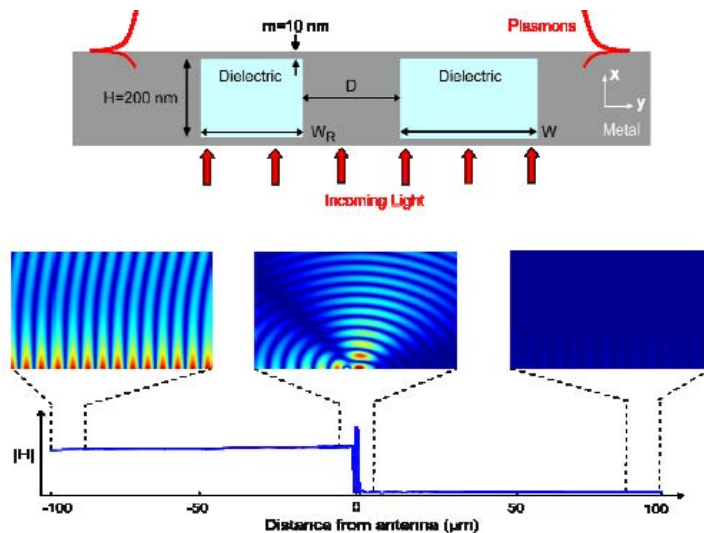 m=10 nm
Plasmons
Dielectric
Dielectric
H=200 nm
D
x
y
W_R
W
Metal
Incoming Light
|H|
-100
-50
0
50
100
Distance from antenna (μm)